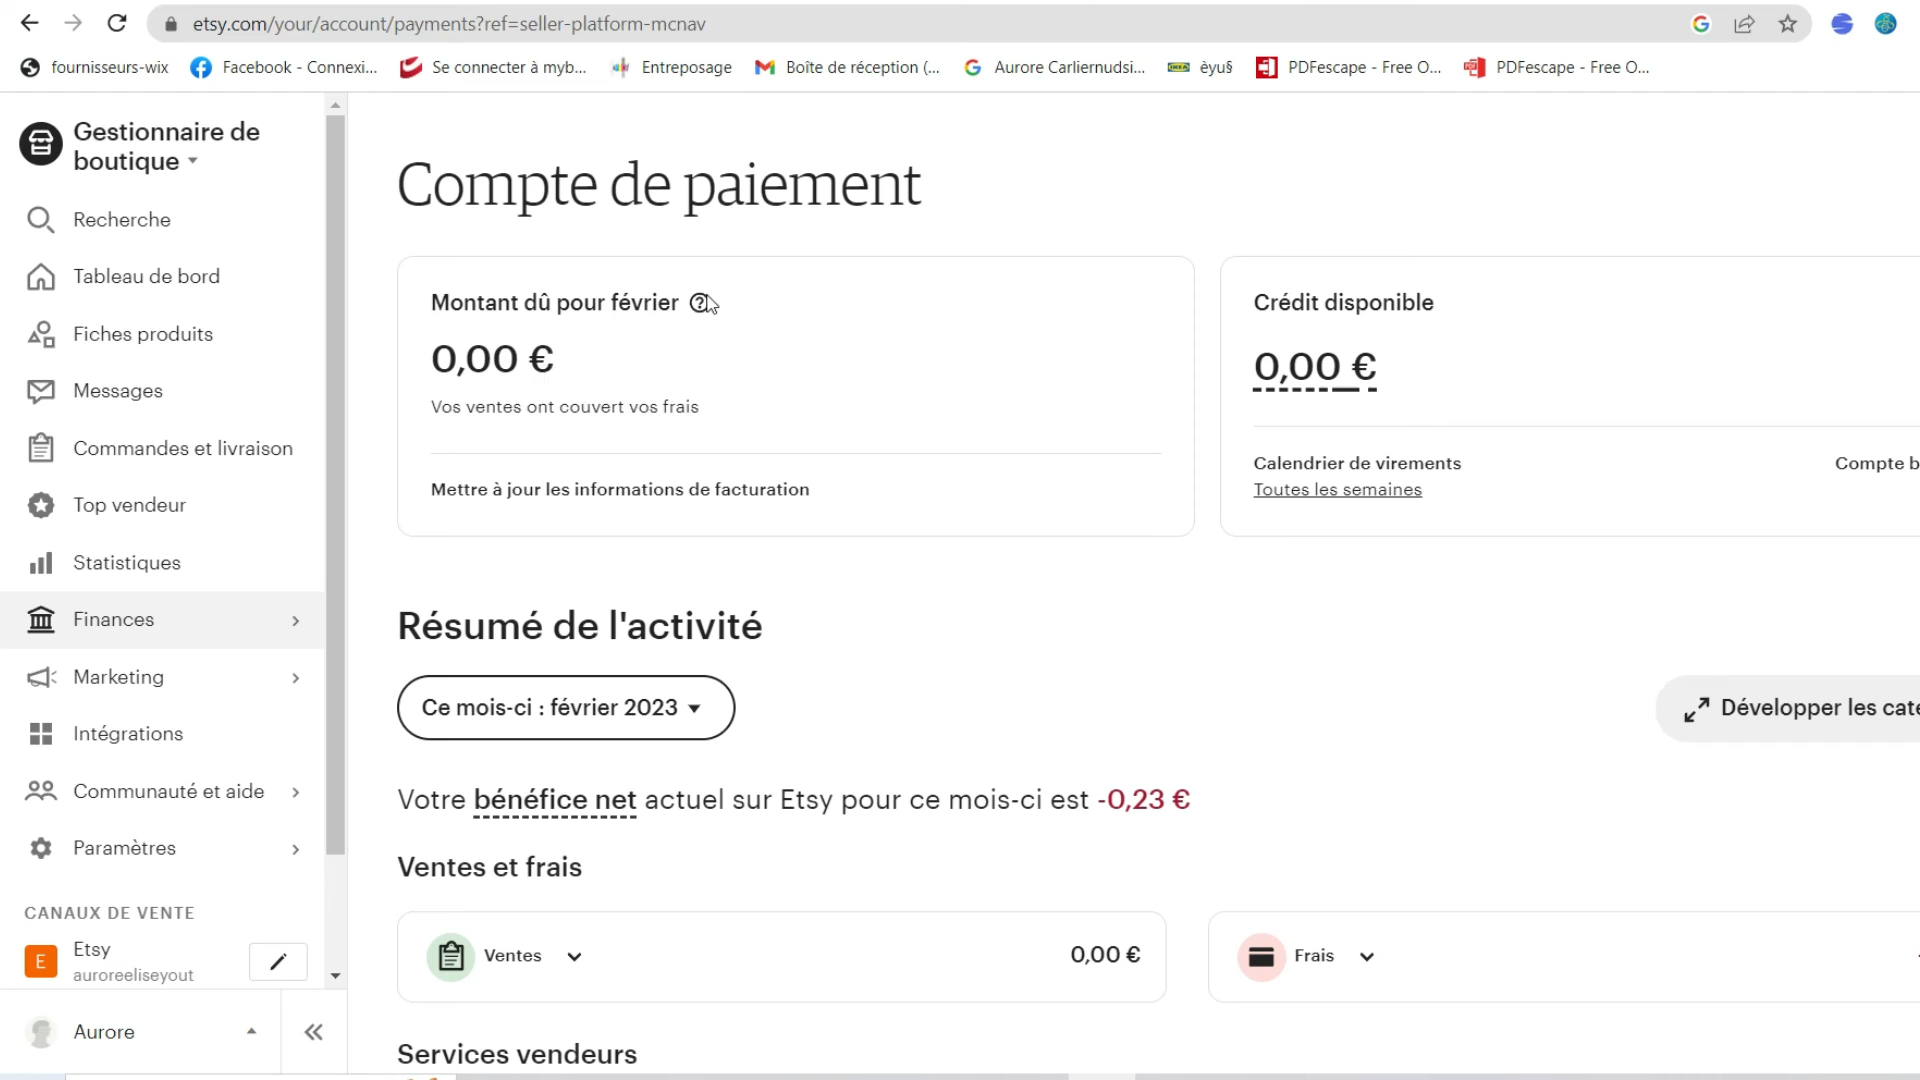 etsy.com/your/account/payments?ref=seller-platform-mcnav
fournisseurs-wix
Facebook - Connexi...
Se connecter à myb...
Entreposage
Boîte de réception (...
Aurore Carliernudsi...
èyu§
PDFescape - Free O...
PDFescape - Free O...
Gestionnaire de
boutique
Recherche
Tableau de bord
Fiches produits
Messages
Commandes et livraison
Top vendeur
Statistiques
Finances
Marketing
Intégrations
Communauté et aide
Paramètres
CANAUX DE VENTE
E
Etsy
auroreeliseyout
Aurore
Compte de paiement
Montant dû pour février
0,00 €
Vos ventes ont couvert vos frais
Mettre à jour les informations de facturation
Crédit disponible
0,00 €
Calendrier de virements
Toutes les semaines
Compte b
Résumé de l'activité
Ce mois-ci : février 2023
Développer les caté
Votre bénéfice net actuel sur Etsy pour ce mois-ci est -0,23 €
Ventes et frais
Ventes
0,00 €
Frais
Services vendeurs